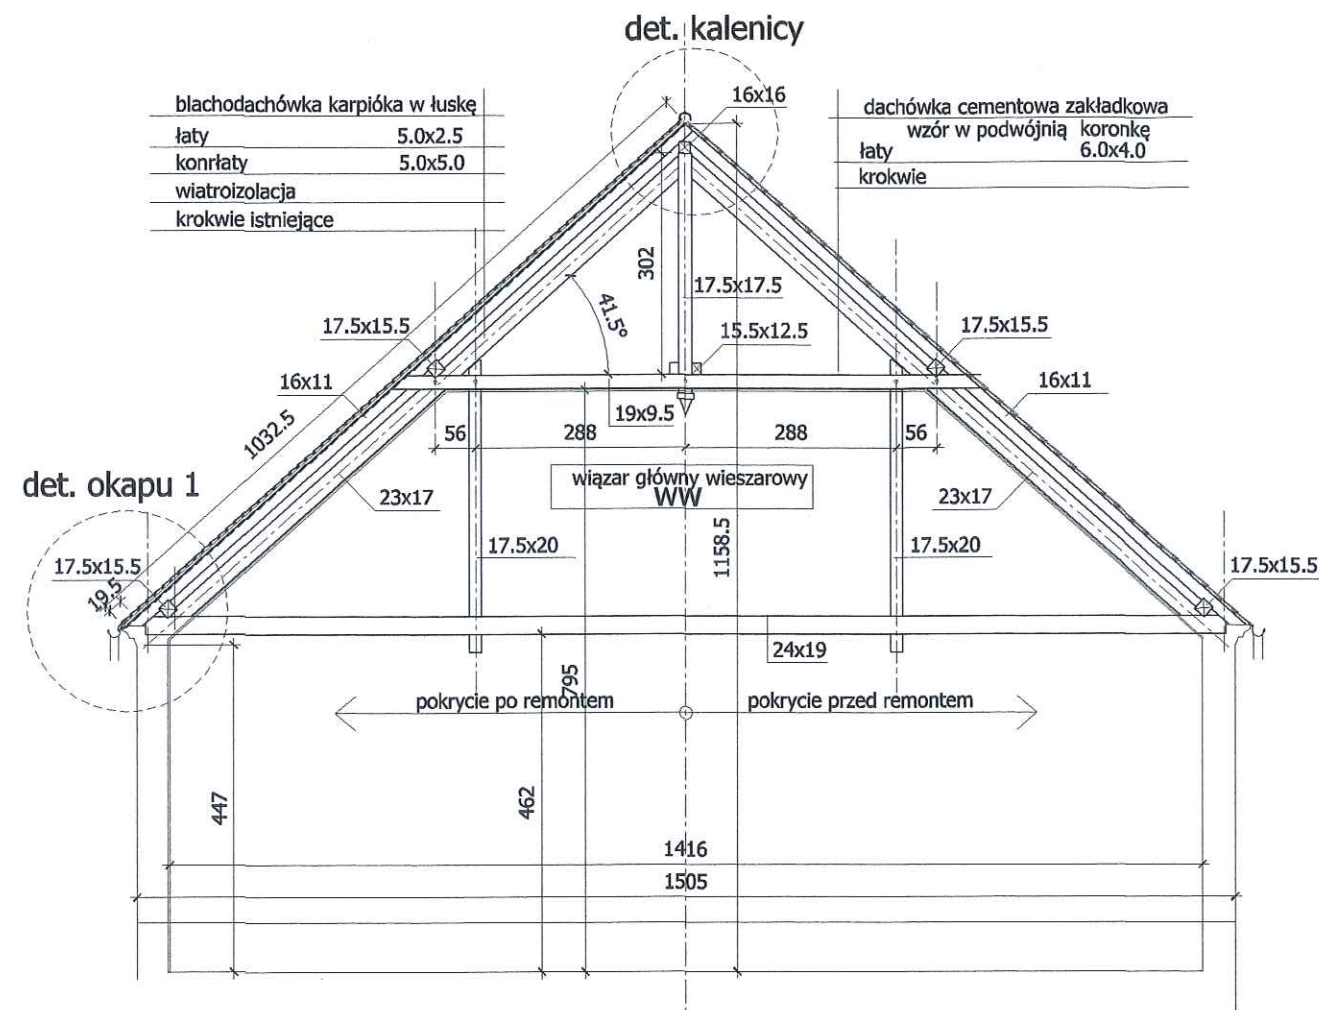 det. kalenicy
blachodachówka karpióka w łuskę
łaty 5.0x2.5
konrłaty 5.0x5.0
wiatroizolacja
krokwie istniejące
16x16
dachówka cementowa zakładkowa
wzór w podwójnią koronkę
łaty 6.0x4.0
krokwie
302
17.5x17.5
41.5°
17.5x15.5
15.5x12.5
17.5x15.5
16x11
16x11
1032.5
19x9.5
56
288
288
56
det. okapu 1
wiązar główny wieszarowy
WW
23x17
23x17
1158.5
17.5x20
17.5x20
17.5x15.5
17.5x15.5
19.5
24x19
795
pokrycie po remontem
pokrycie przed remontem
447
462
1416
1505